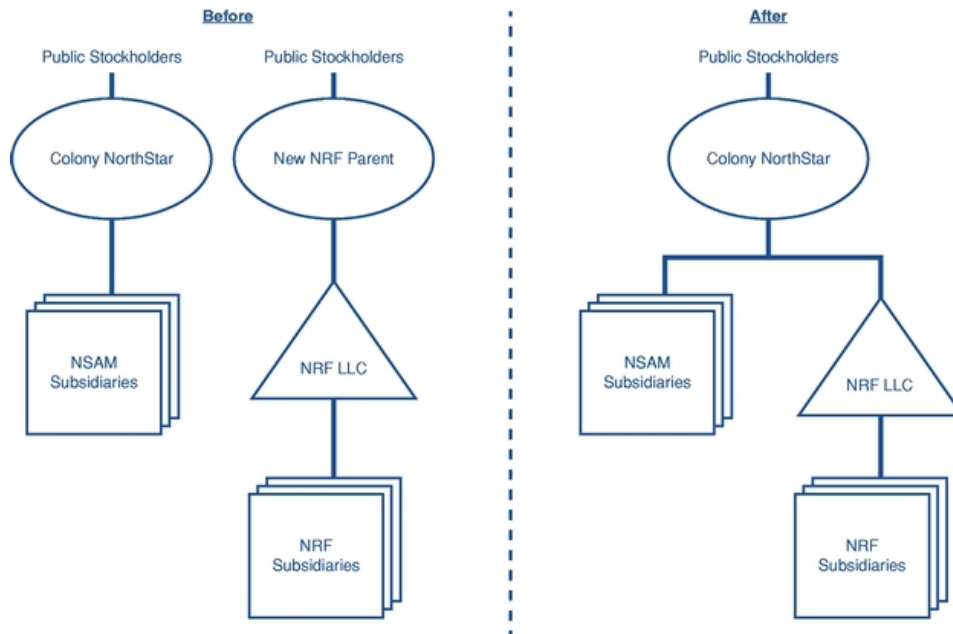 Before
Public Stockholders
Public Stockholders
Colony NorthStar
New NRF Parent
NSAM
Subsidiaries
NRF LLC
NRF
Subsidiaries
After
Public Stockholders
Colony NorthStar
NSAM
Subsidiaries
NRF LLC
NRF
Subsidiaries